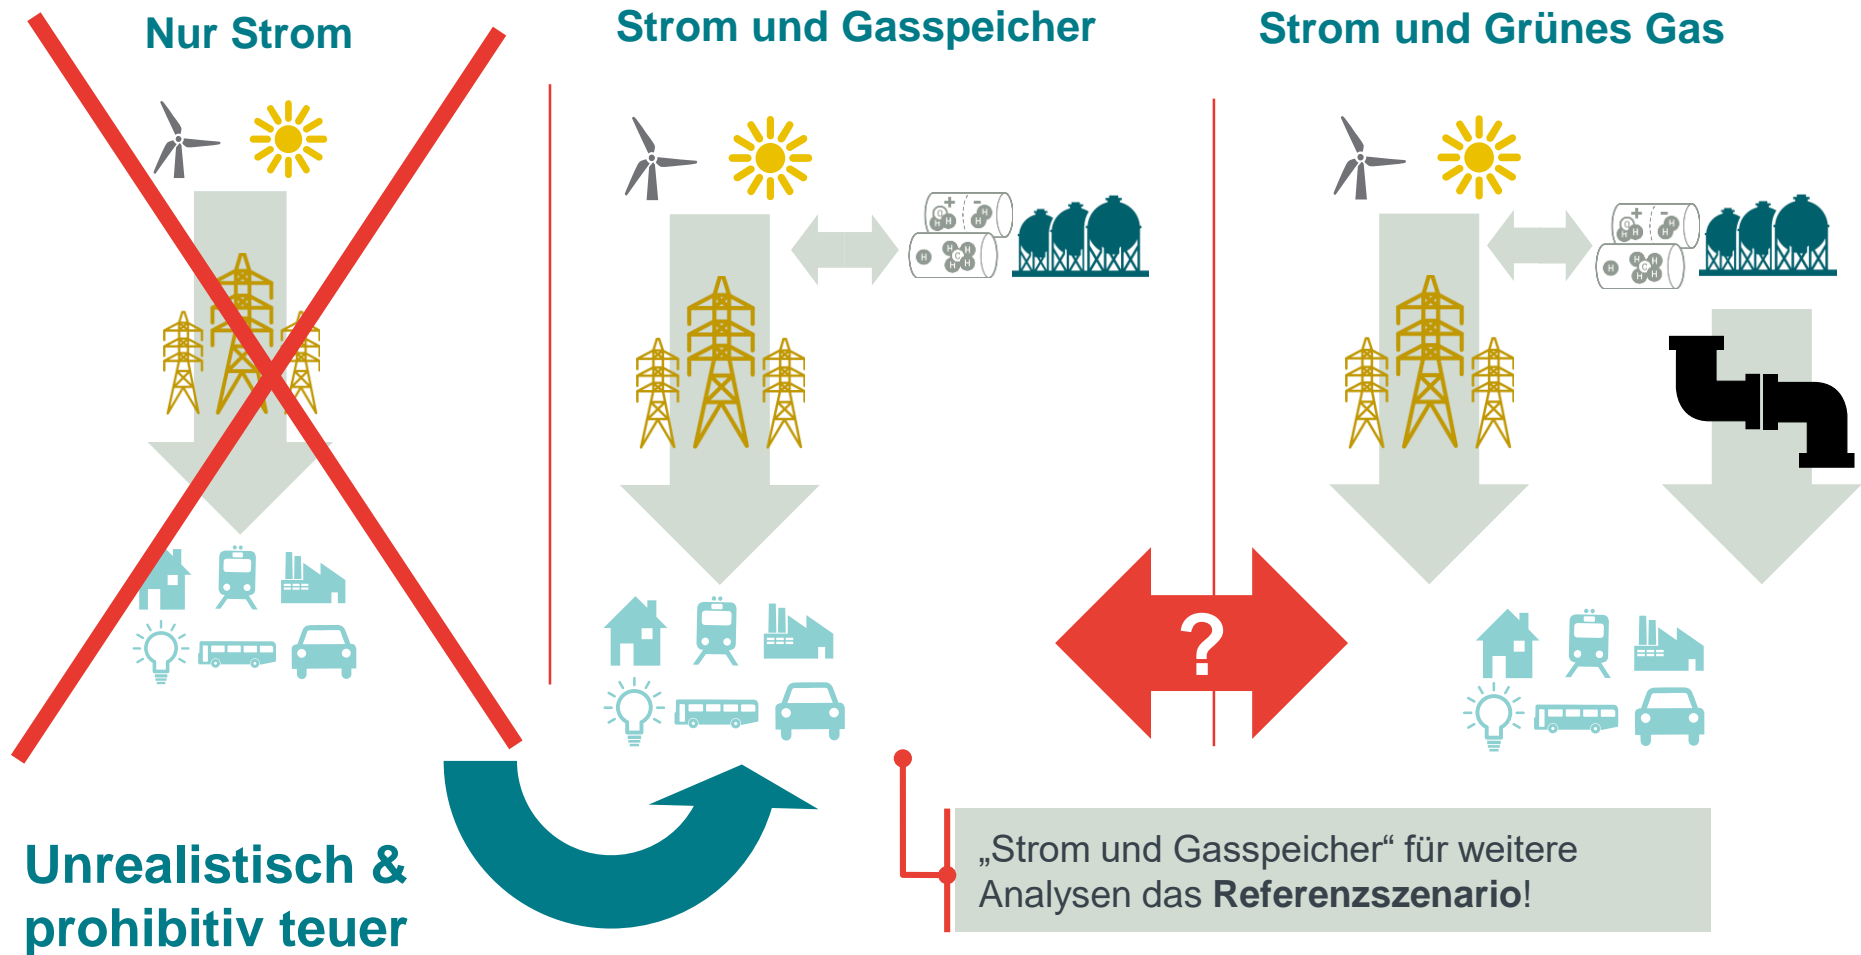 Nur Strom
Strom und Gasspeicher
Strom und Grünes Gas
+ -
O H H H H
H H H C H H
+ -
O H H H H
H H H C H H
?
„Strom und Gasspeicher“ für weitere
Analysen das Referenzszenario!
Unrealistisch &
prohibitiv teuer